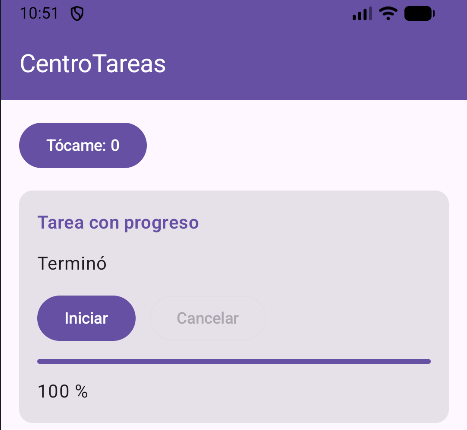 10:51
CentroTareas
Tócame: 0
Tarea con progreso
Terminó
Iniciar Cancelar
100 %